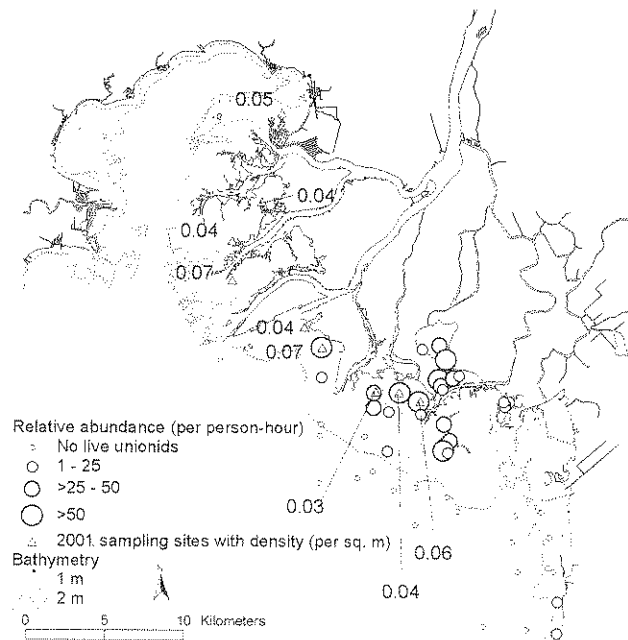 0.05
0.04
0.04
0.07
0.04
0.07
Relative abundance (per person-hour)
No live unionids
1 - 25
>25 - 50
>50
2001 sampling sites with density (per sq. m)
Bathymetry
1 m
2 m
0 5 10 Kilometers
0.03
0.06
0.04